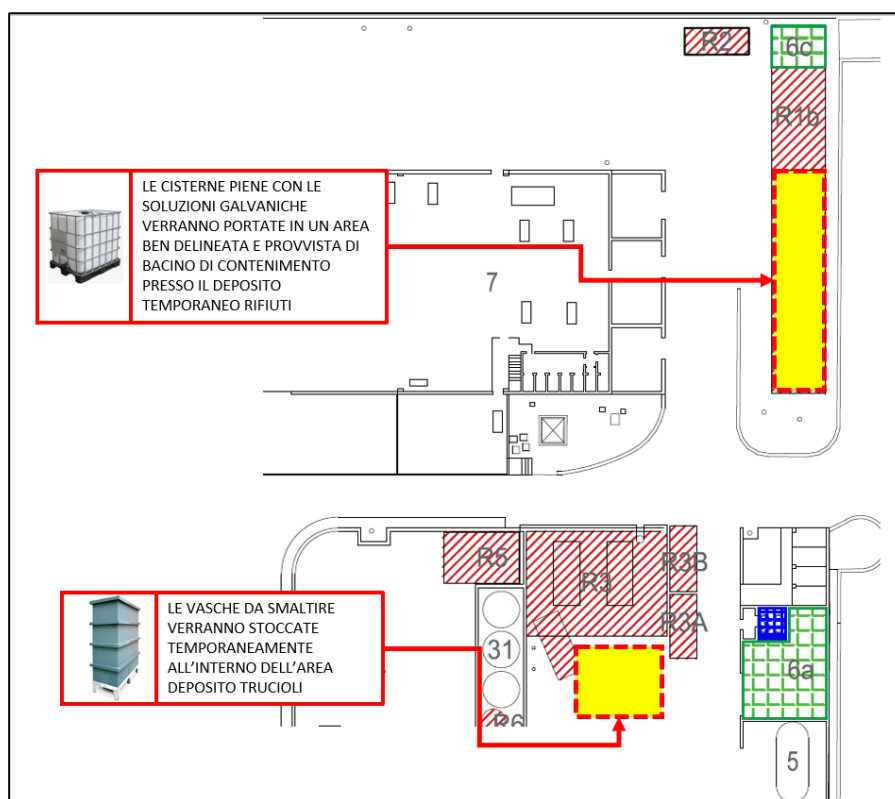 R2
6c
R1b
LE CISTERNE PIENE CON LE
SOLUZIONI GALVANICHE
VERRANNO PORTATE IN UN AREA
BEN DELINEATA E PROVVISTA DI
BACINO DI CONTENIMENTO
PRESSO IL DEPOSITO
TEMPORANEO RIFIUTI
7
R5
R3
R3B
R3A
LE VASCHE DA SMALTIRE
VERRANNO STOCCATE
TEMPORANEAMENTE
ALL'INTERNO DELL'AREA
DEPOSITO TRUCIOLI
31
6a
R6
5